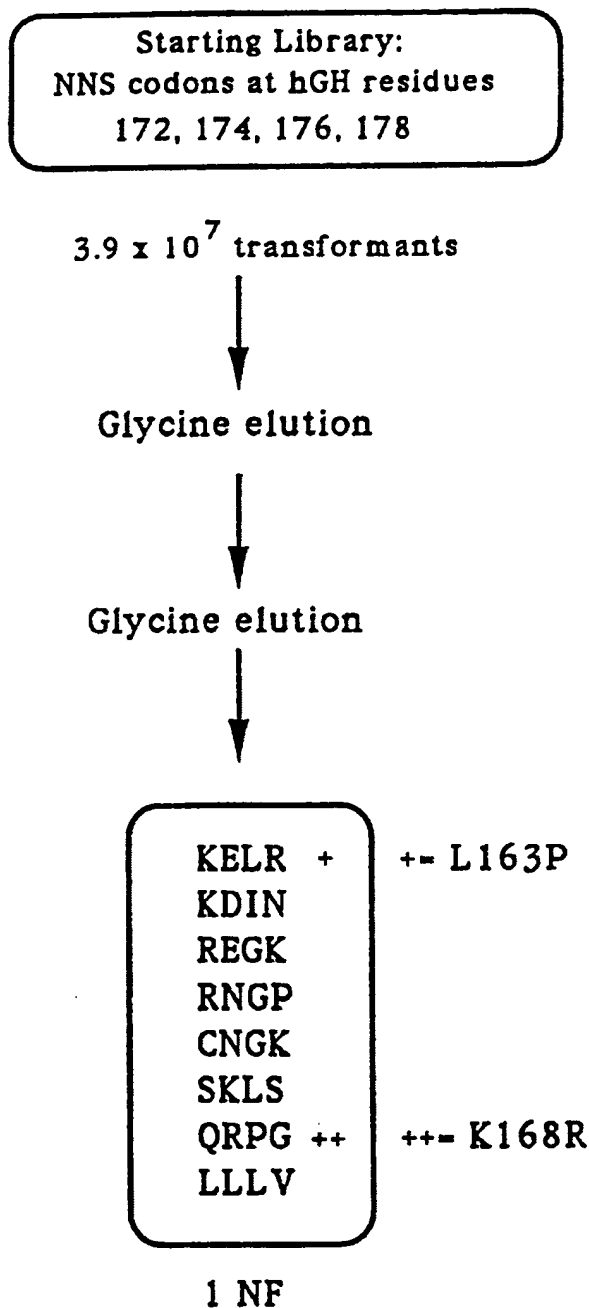 Starting Library:
NNS codons at hGH residues
172, 174, 176, 178
3.9 x 10^7 transformants
Glycine elution
Glycine elution
KELR + += L163P
KDIN
REGK
RNGP
CNGK
SKLS
QRPG ++ ++= K168R
LLLV
1 NF